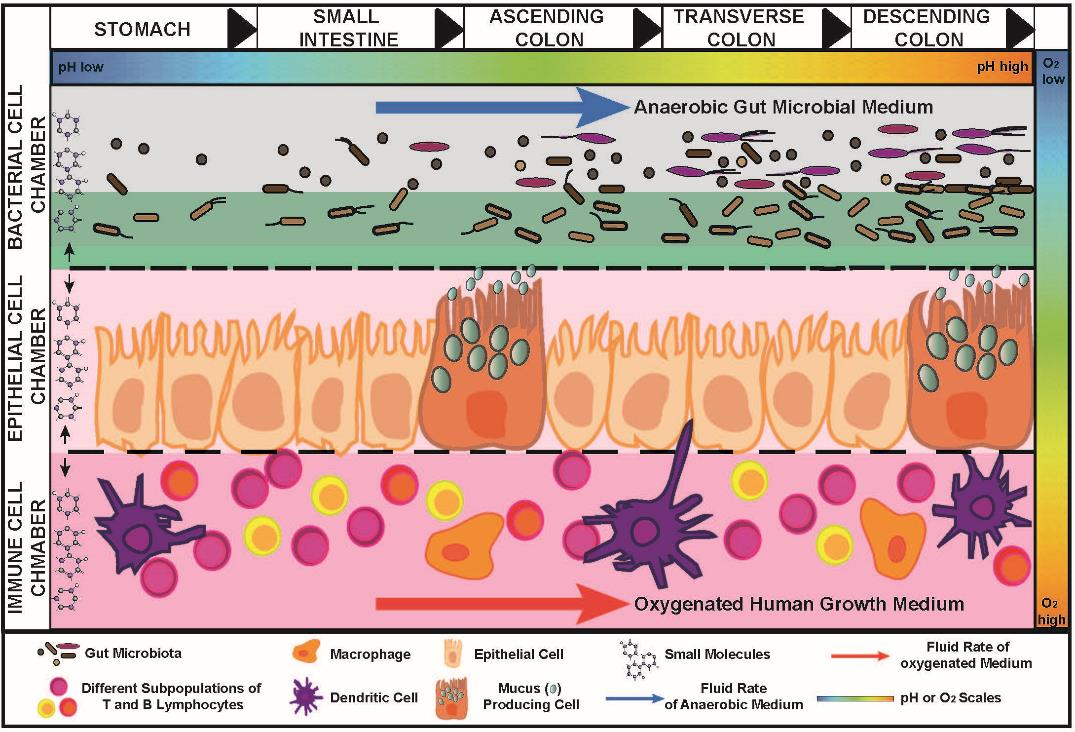 STOMACH
SMALL
INTESTINE
ASCENDING
COLON
TRANSVERSE
COLON
DESCENDING
COLON
pH low
pH high
O2
low
BACTERIAL CELL
CHAMBER
Anaerobic Gut Microbial Medium
EPITHELIAL CELL
CHAMBER
IMMUNE CELL
CHMABER
Oxygenated Human Growth Medium
O2
high
Gut Microbiota
Macrophage
Epithelial Cell
Small Molecules
Fluid Rate of
oxygenated Medium
Different Subpopulations of
T and B Lymphocytes
Dendritic Cell
Mucus (o)
Producing Cell
Fluid Rate
of Anaerobic Medium
pH or O2 Scales